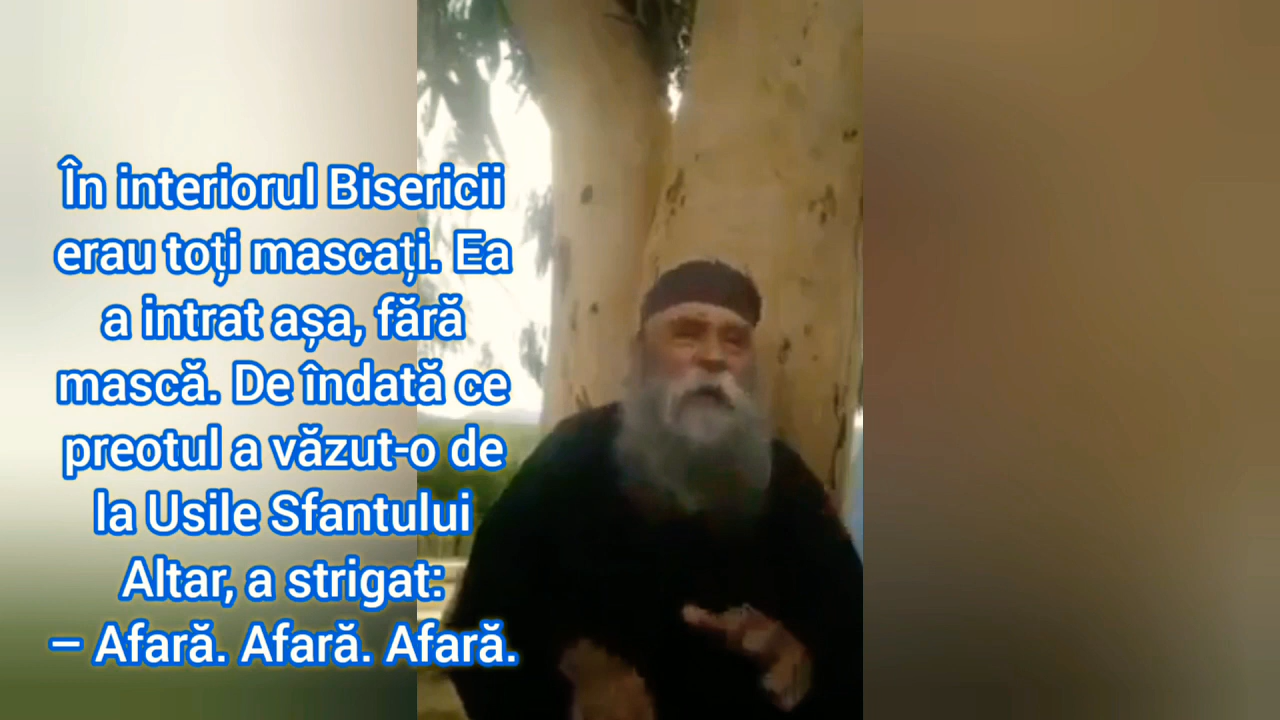 În interiorul Bisericii
erau toți mascați. Ea
a intrat așa, fără
mască. De îndată ce
preotul a văzut-o de
la Usile Sfantului
Altar, a strigat:
– Afară. Afară. Afară.